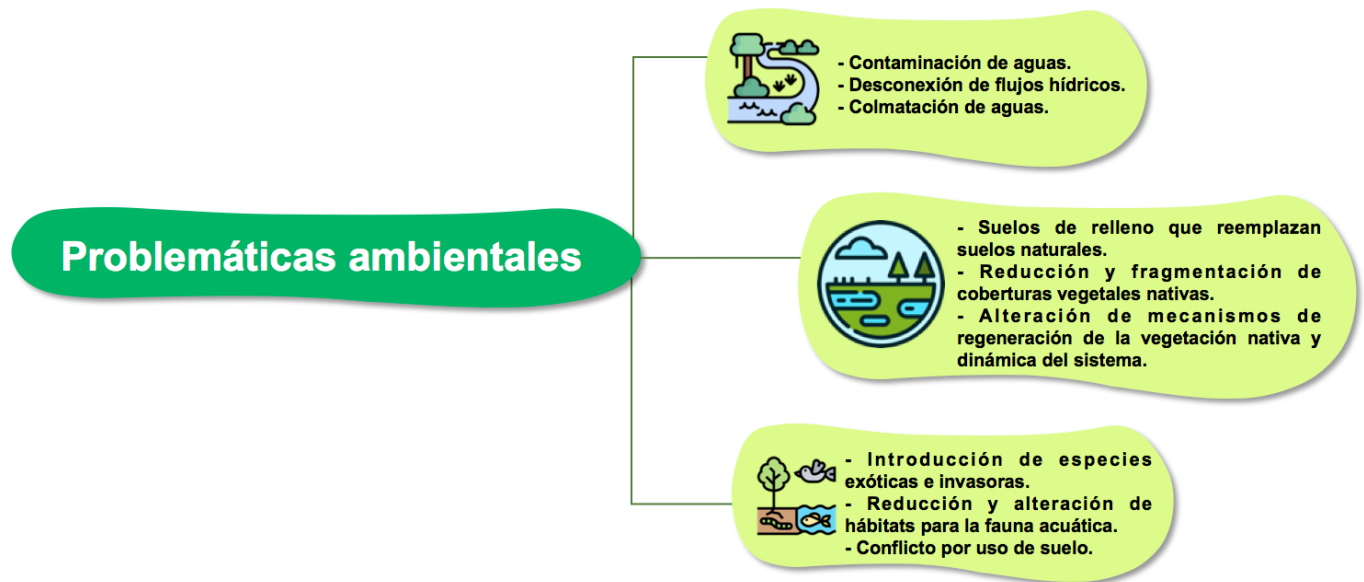 Problemáticas ambientales
- Contaminación de aguas.
- Desconexión de flujos hídricos.
- Colmatación de aguas.
- Suelos de relleno que reemplazan
suelos naturales.
- Reducción y fragmentación de
coberturas vegetales nativas.
- Alteración de mecanismos de
regeneración de la vegetación nativa y
dinámica del sistema.
- Introducción de especies
exóticas e invasoras.
- Reducción y alteración de
hábitats para la fauna acuática.
- Conflicto por uso de suelo.